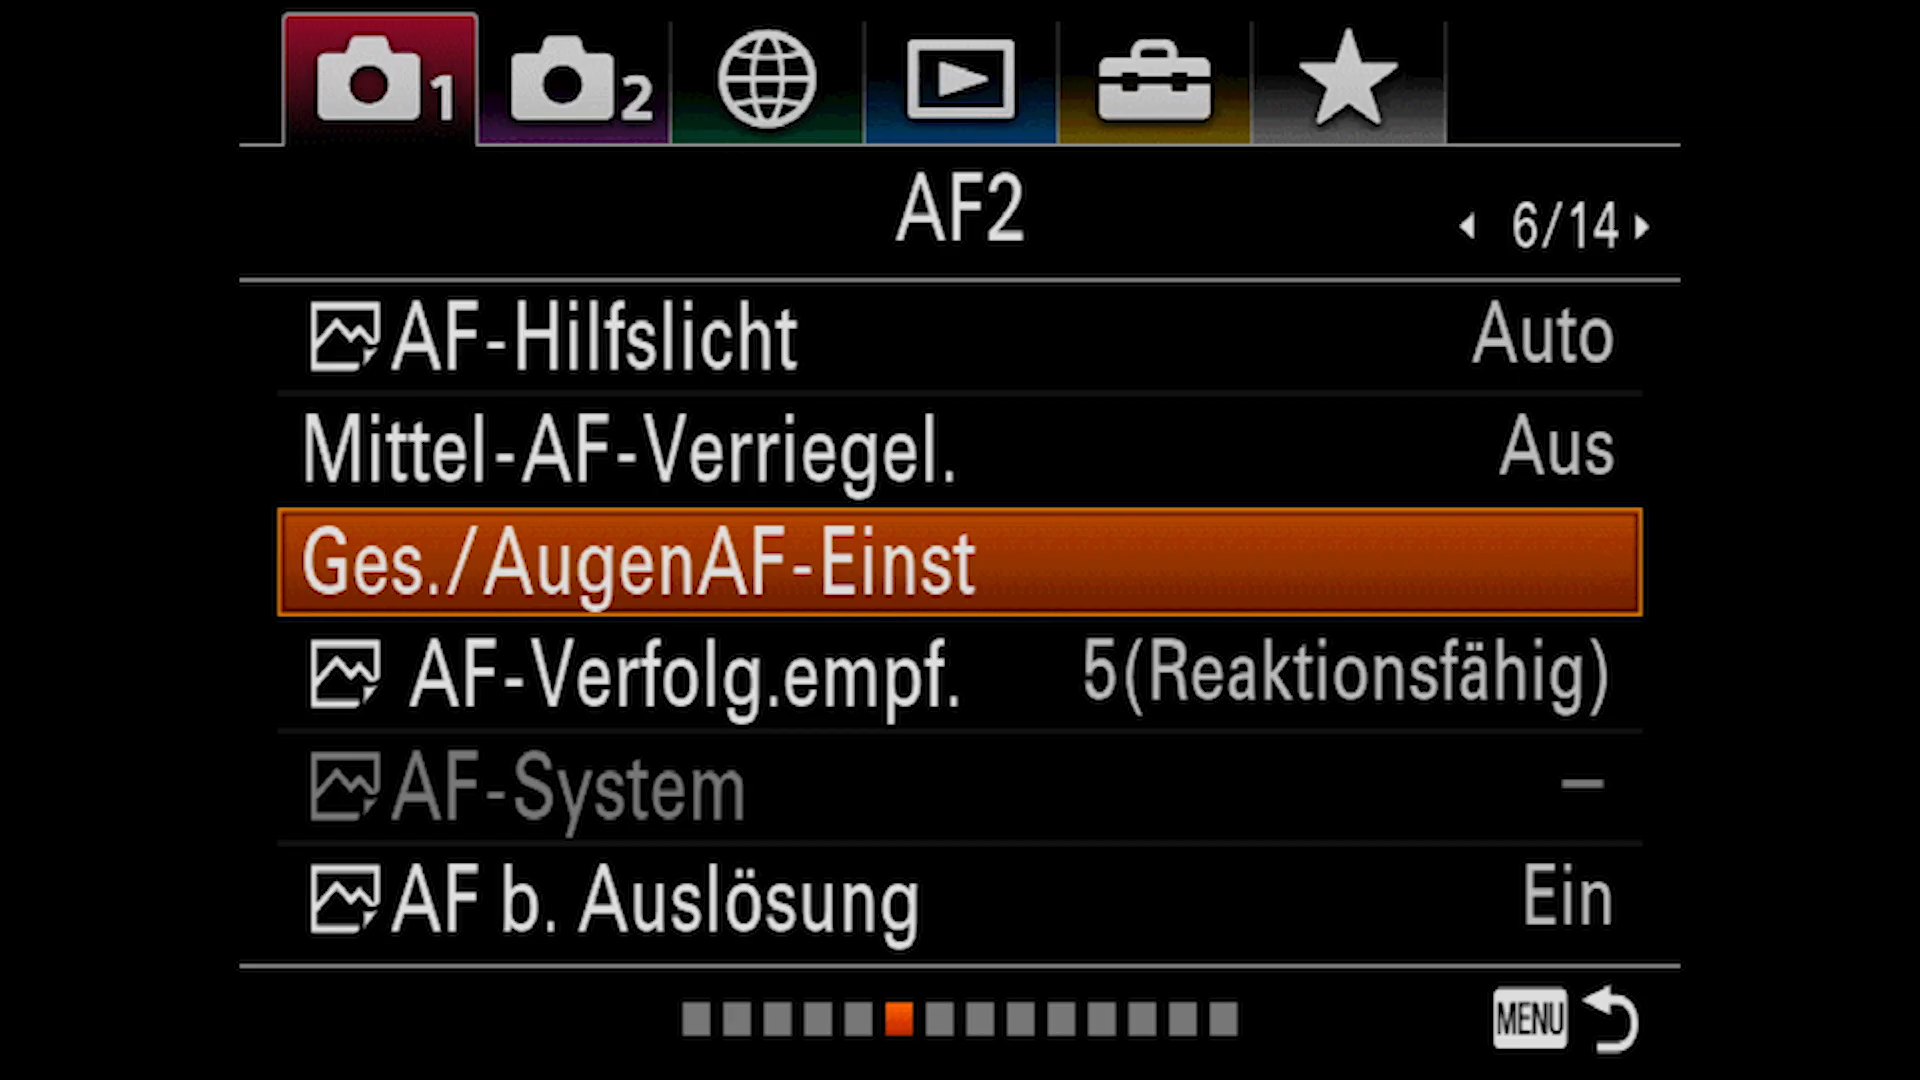 1 2
AF2
6/14
AF-Hilfslicht Auto
Mittel-AF-Verriegel. Aus
Ges./AugenAF-Einst
AF-Verfolg.empf. 5(Reaktionsfähig)
AF-System –
AF b. Auslösung Ein
MENU